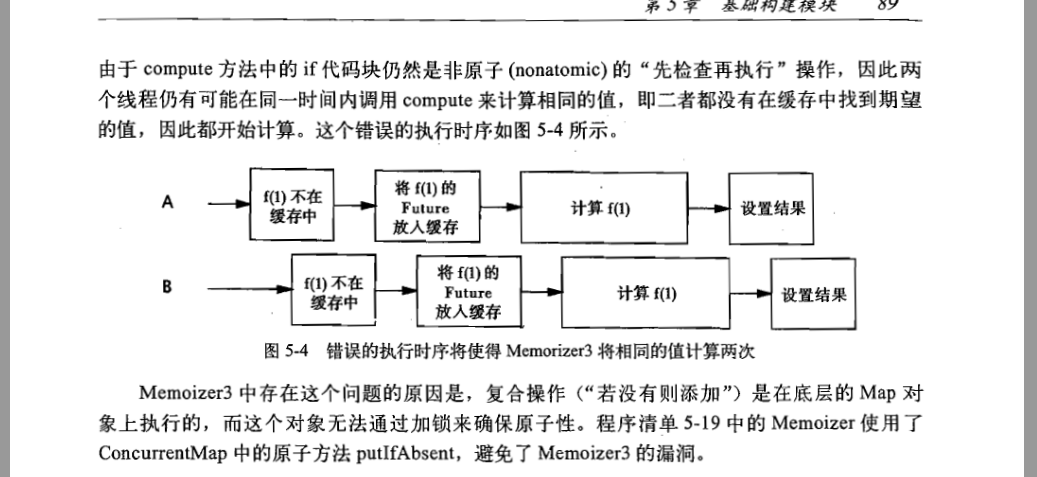 第5章 基础构建模块 89
由于 compute 方法中的 if 代码块仍然是非原子 (nonatomic) 的“先检查再执行”操作，因此两
个线程仍有可能在同一时间内调用 compute 来计算相同的值，即二者都没有在缓存中找到期望
的值，因此都开始计算。这个错误的执行时序如图 5-4 所示。
A
f(1) 不在
缓存中
将 f(1) 的
Future
放入缓存
计算 f(1)
设置结果
B
f(1) 不在
缓存中
将 f(1) 的
Future
放入缓存
计算 f(1)
设置结果
图 5-4 错误的执行时序将使得 Memorizer3 将相同的值计算两次
Memoizer3 中存在这个问题的原因是，复合操作（“若没有则添加”）是在底层的 Map 对
象上执行的，而这个对象无法通过加锁来确保原子性。程序清单 5-19 中的 Memoizer 使用了
ConcurrentMap 中的原子方法 putIfAbsent，避免了 Memoizer3 的漏洞。